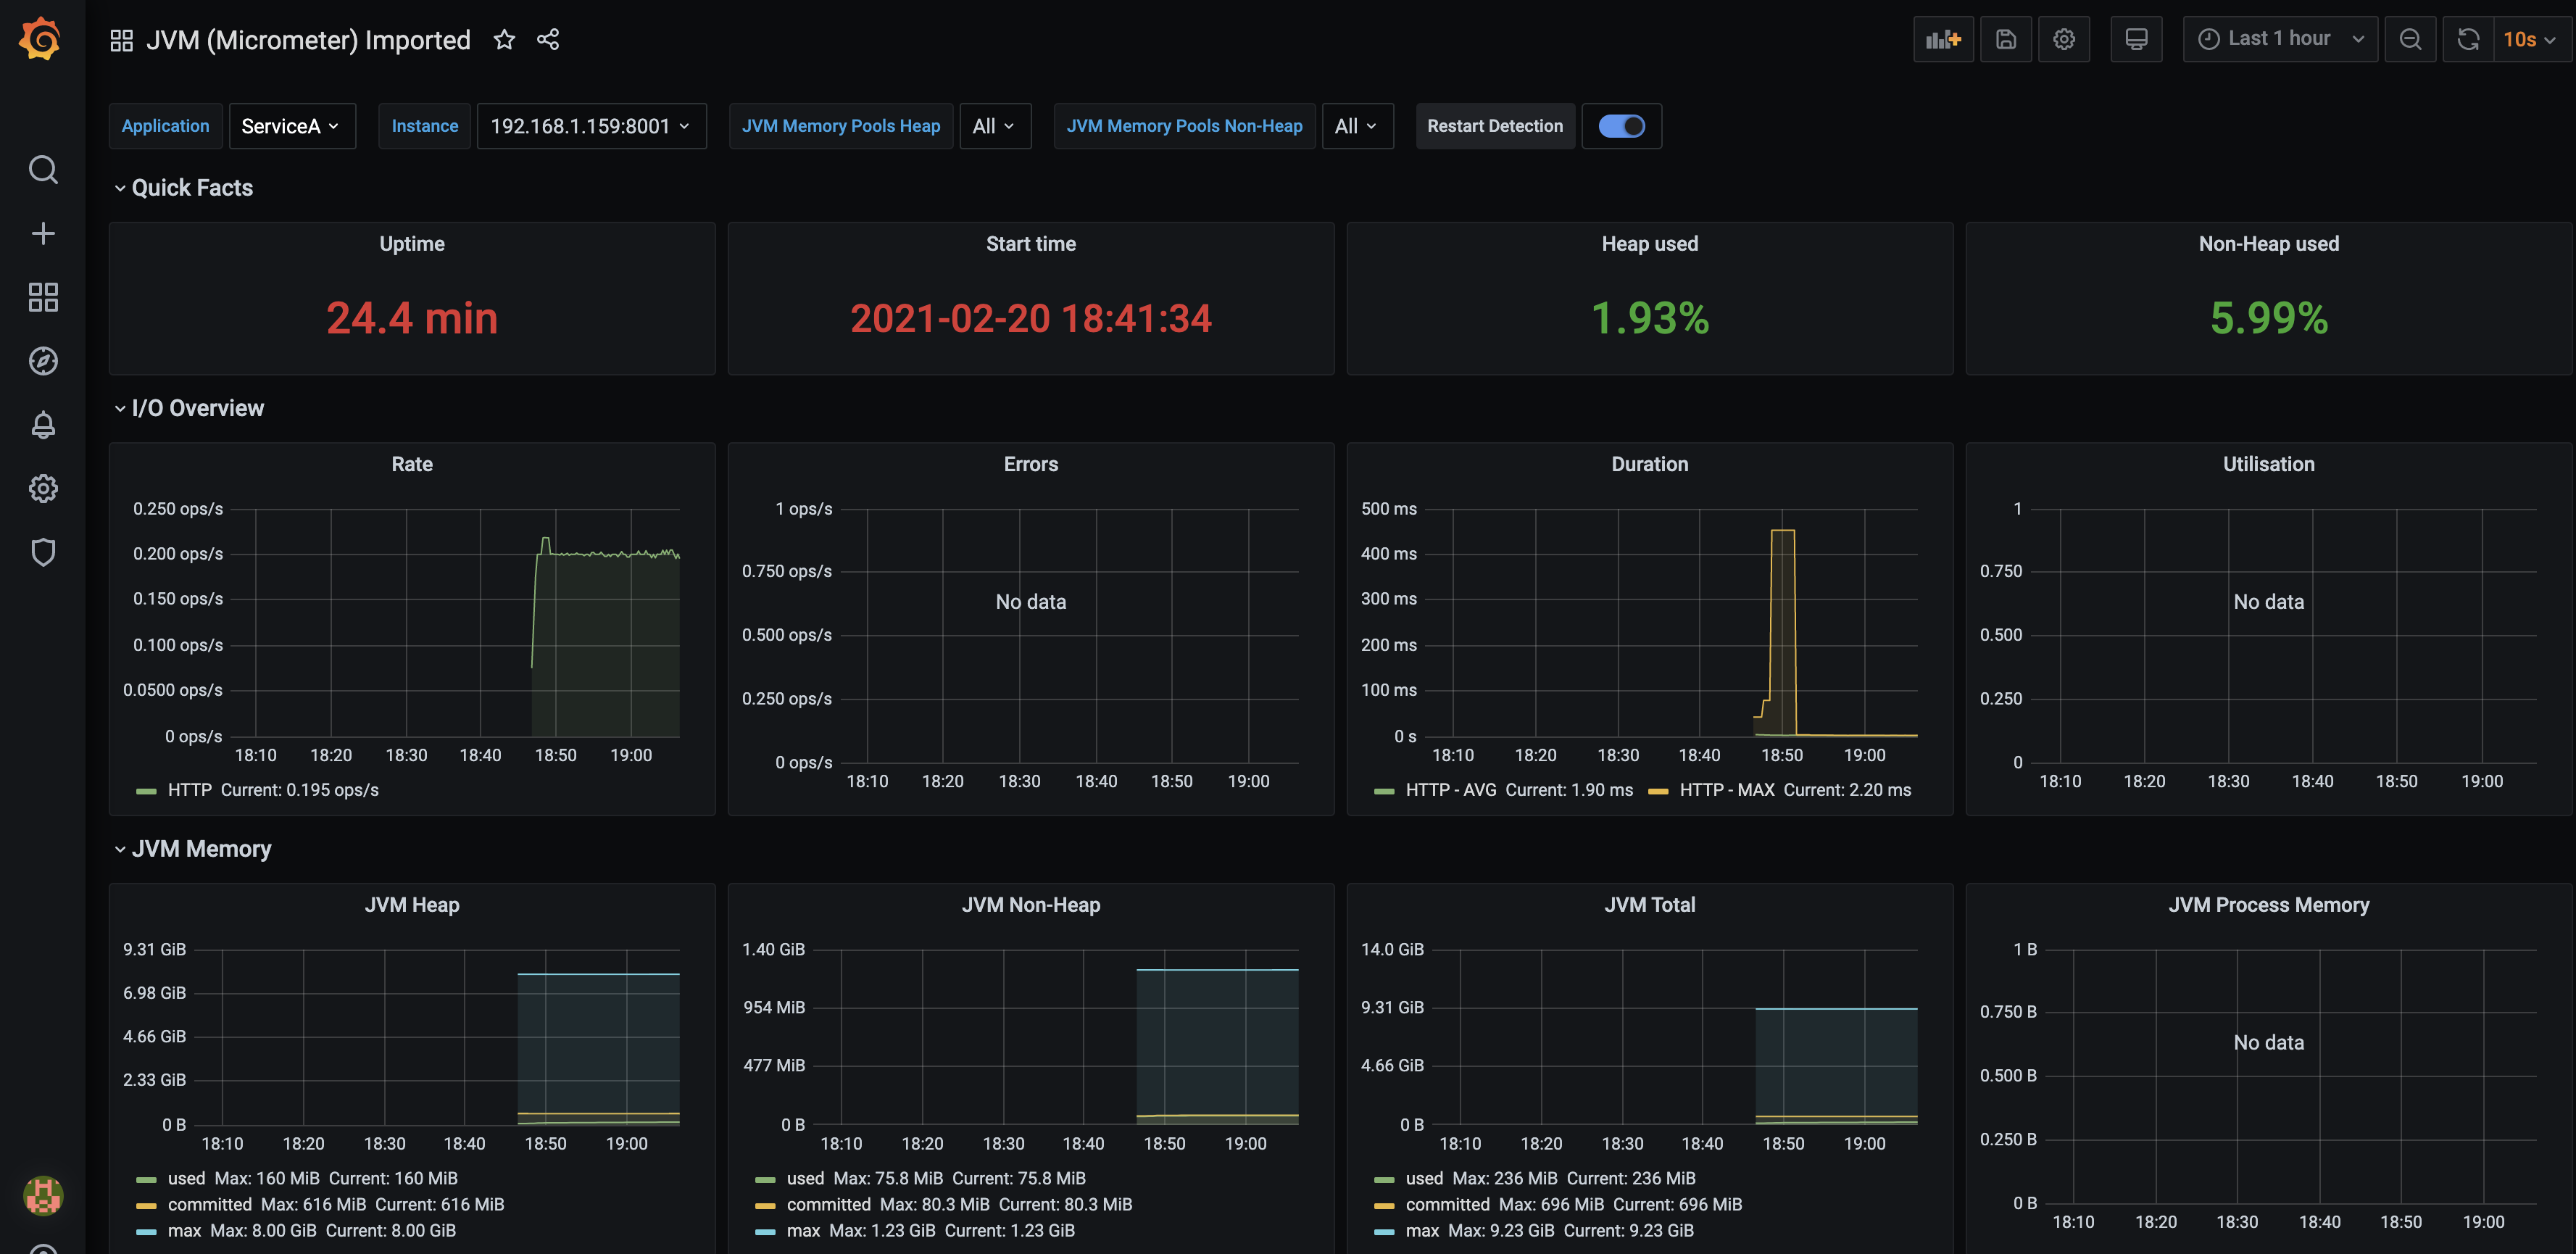 JVM (Micrometer) Imported
Last 1 hour
10s
Application ServiceA Instance 192.168.1.159:8001 JVM Memory Pools Heap All JVM Memory Pools Non-Heap All Restart Detection
Quick Facts
Uptime
24.4 min
Start time
2021-02-20 18:41:34
Heap used
1.93%
Non-Heap used
5.99%
I/O Overview
Rate
0.250 ops/s
0.200 ops/s
0.150 ops/s
0.100 ops/s
0.0500 ops/s
0 ops/s
18:10 18:20 18:30 18:40 18:50 19:00
HTTP Current: 0.195 ops/s
Errors
1 ops/s
0.750 ops/s
No data
0.500 ops/s
0.250 ops/s
0 ops/s
18:10 18:20 18:30 18:40 18:50 19:00
Duration
500 ms
400 ms
300 ms
200 ms
100 ms
0 s
18:10 18:20 18:30 18:40 18:50 19:00
HTTP - AVG Current: 1.90 ms HTTP - MAX Current: 2.20 ms
Utilisation
1
0.750
No data
0.500
0.250
0
18:10 18:20 18:30 18:40 18:50 19:00
JVM Memory
JVM Heap
9.31 GiB
6.98 GiB
4.66 GiB
2.33 GiB
0 B
18:10 18:20 18:30 18:40 18:50 19:00
used Max: 160 MiB Current: 160 MiB
committed Max: 616 MiB Current: 616 MiB
max Max: 8.00 GiB Current: 8.00 GiB
JVM Non-Heap
1.40 GiB
954 MiB
477 MiB
0 B
18:10 18:20 18:30 18:40 18:50 19:00
used Max: 75.8 MiB Current: 75.8 MiB
committed Max: 80.3 MiB Current: 80.3 MiB
max Max: 1.23 GiB Current: 1.23 GiB
JVM Total
14.0 GiB
9.31 GiB
4.66 GiB
0 B
18:10 18:20 18:30 18:40 18:50 19:00
used Max: 236 MiB Current: 236 MiB
committed Max: 696 MiB Current: 696 MiB
max Max: 9.23 GiB Current: 9.23 GiB
JVM Process Memory
1 B
0.750 B
No data
0.500 B
0.250 B
0 B
18:10 18:20 18:30 18:40 18:50 19:00